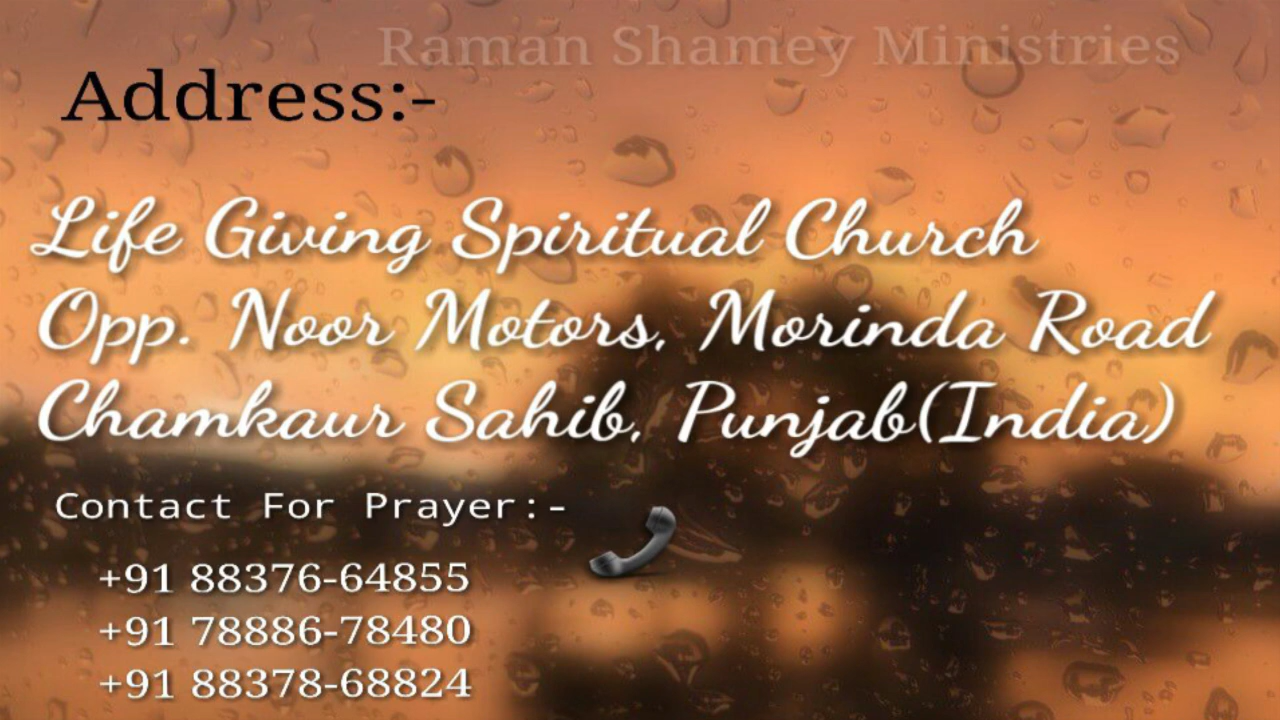 Raman Shamey Ministries
Address:-
Life Giving Spiritual Church
Opp. Noor Motors, Morinda Road
Chamkaur Sahib, Punjab(India)
Contact For Prayer:-
+91 88376-64855
+91 78886-78480
+91 88378-68824